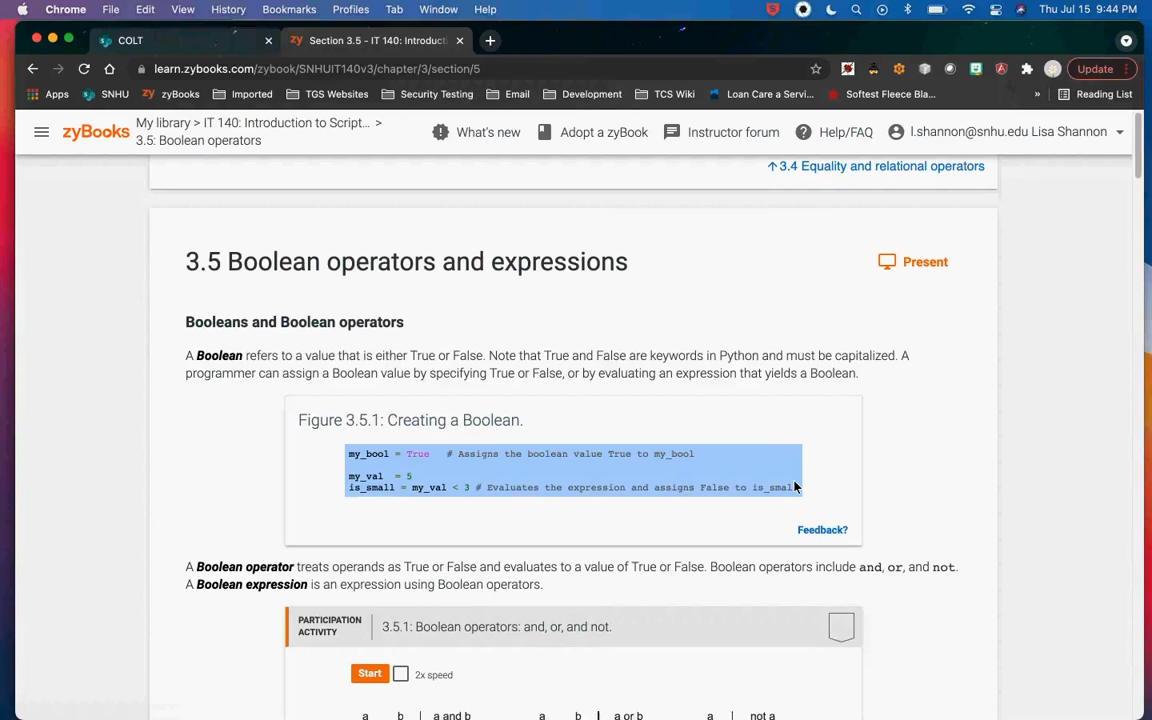 Chrome File Edit View History Bookmarks Profiles Tab Window Help Thu Jul 15 9:44 PM
COLT Section 3.5 - IT 140: Introducti
learn.zybooks.com/zybook/SNHUIT140v3/chapter/3/section/5 Update
Apps SNHU zyBooks Imported TGS Websites Security Testing Email Development TCS Wiki Loan Care a Servic... Softest Fleece Bla... » Reading List
zyBooks My library > IT 140: Introduction to Script... > What's new Adopt a zyBook Instructor forum Help/FAQ l.shannon@snhu.edu Lisa Shannon
3.5: Boolean operators
3.4 Equality and relational operators
3.5 Boolean operators and expressions
Present
Booleans and Boolean operators
A Boolean refers to a value that is either True or False. Note that True and False are keywords in Python and must be capitalized. A
programmer can assign a Boolean value by specifying True or False, or by evaluating an expression that yields a Boolean.
Figure 3.5.1: Creating a Boolean.
my_bool = True # Assigns the boolean value True to my_bool
my_val = 5
is_small = my_val < 3 # Evaluates the expression and assigns False to is_smal
Feedback?
A Boolean operator treats operands as True or False and evaluates to a value of True or False. Boolean operators include and, or, and not.
A Boolean expression is an expression using Boolean operators.
PARTICIPATION
ACTIVITY
3.5.1: Boolean operators: and, or, and not.
Start 2x speed
a b a and b a b a or b a not a